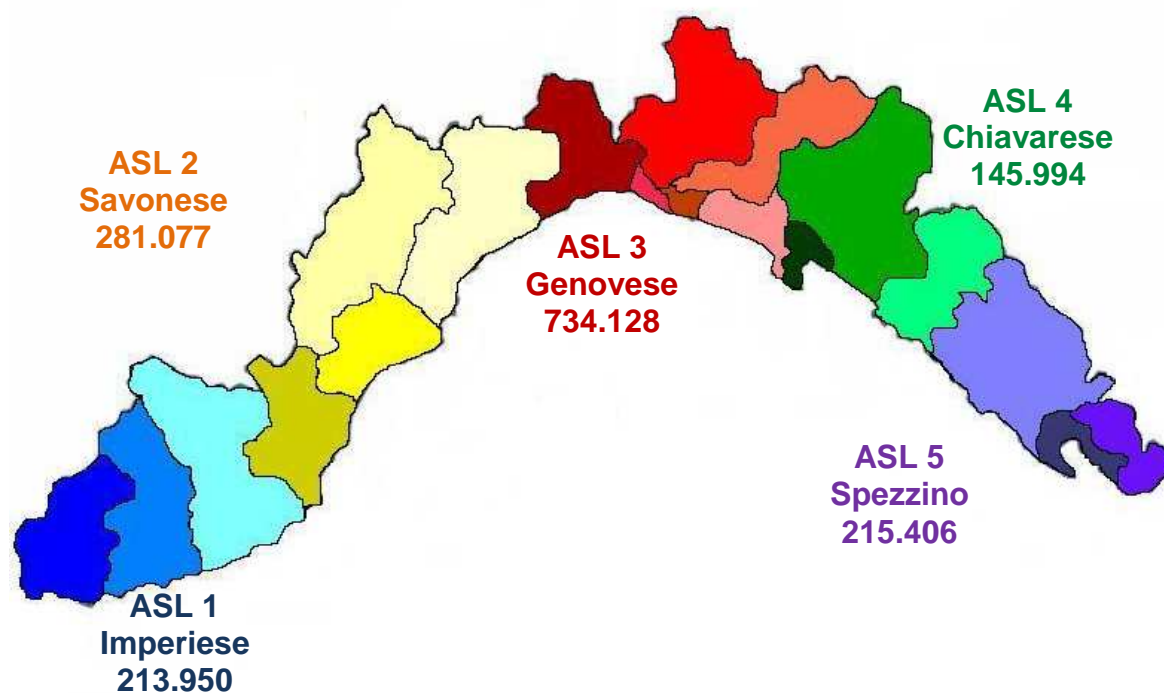 ASL 4
Chiavarese
145.994
ASL 2
Savonese
281.077
ASL 3
Genovese
734.128
ASL 5
Spezzino
215.406
ASL 1
Imperiese
213.950